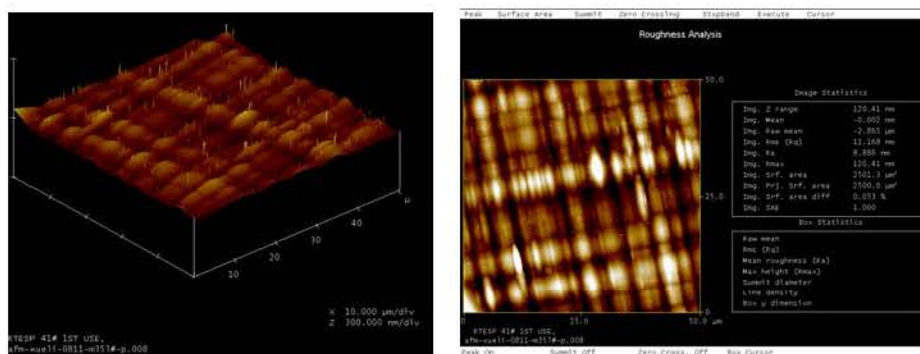 10
20
30
40
μ
X 10.000 μm/div
Z 300.000 nm/div
RTESP 41# 1ST USE,
afm-xueli-0811-m351#-p.008
Peak Surface Area Summit Zero Crossing Stopband Execute Cursor
Roughness Analysis
50.0
25.0
0
0
25.0
50.0 μm
Image Statistics
Img. Z range 120.41 nm
Img. Mean -0.002 nm
Img. Raw mean -2.865 μm
Img. Rms (Rq) 11.168 nm
Img. Ra 8.886 nm
Img. Rmax 120.41 nm
Img. Srf. area 2501.3 μm²
Img. Prj. Srf. area 2500.0 μm²
Img. Srf. area diff 0.053 %
Img. SAE 1.000
Box Statistics
Raw mean
Rms (Rq)
Mean roughness (Ra)
Max height (Rmax)
Summit diameter
Line density
Box y dimension
RTESP 41# 1ST USE,
afm-xueli-0811-m351#-p.008
Peak On Summit Off Zero Cross. Off Box Cursor